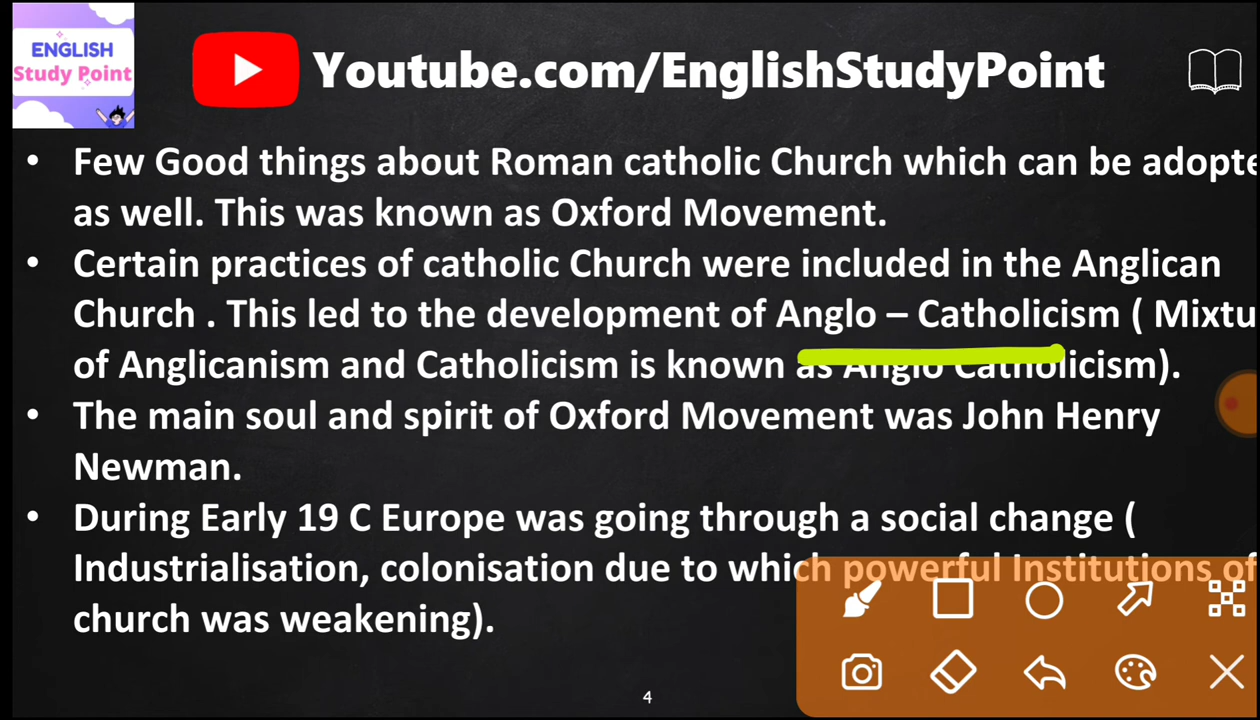 ENGLISH
Study Point
Youtube.com/EnglishStudyPoint
• Few Good things about Roman catholic Church which can be adopte
as well. This was known as Oxford Movement.
• Certain practices of catholic Church were included in the Anglican
Church . This led to the development of Anglo – Catholicism ( Mixtu
of Anglicanism and Catholicism is known as Anglo Catholicism).
• The main soul and spirit of Oxford Movement was John Henry
Newman.
• During Early 19 C Europe was going through a social change (
Industrialisation, colonisation due to which powerful Institutions of
church was weakening).
4